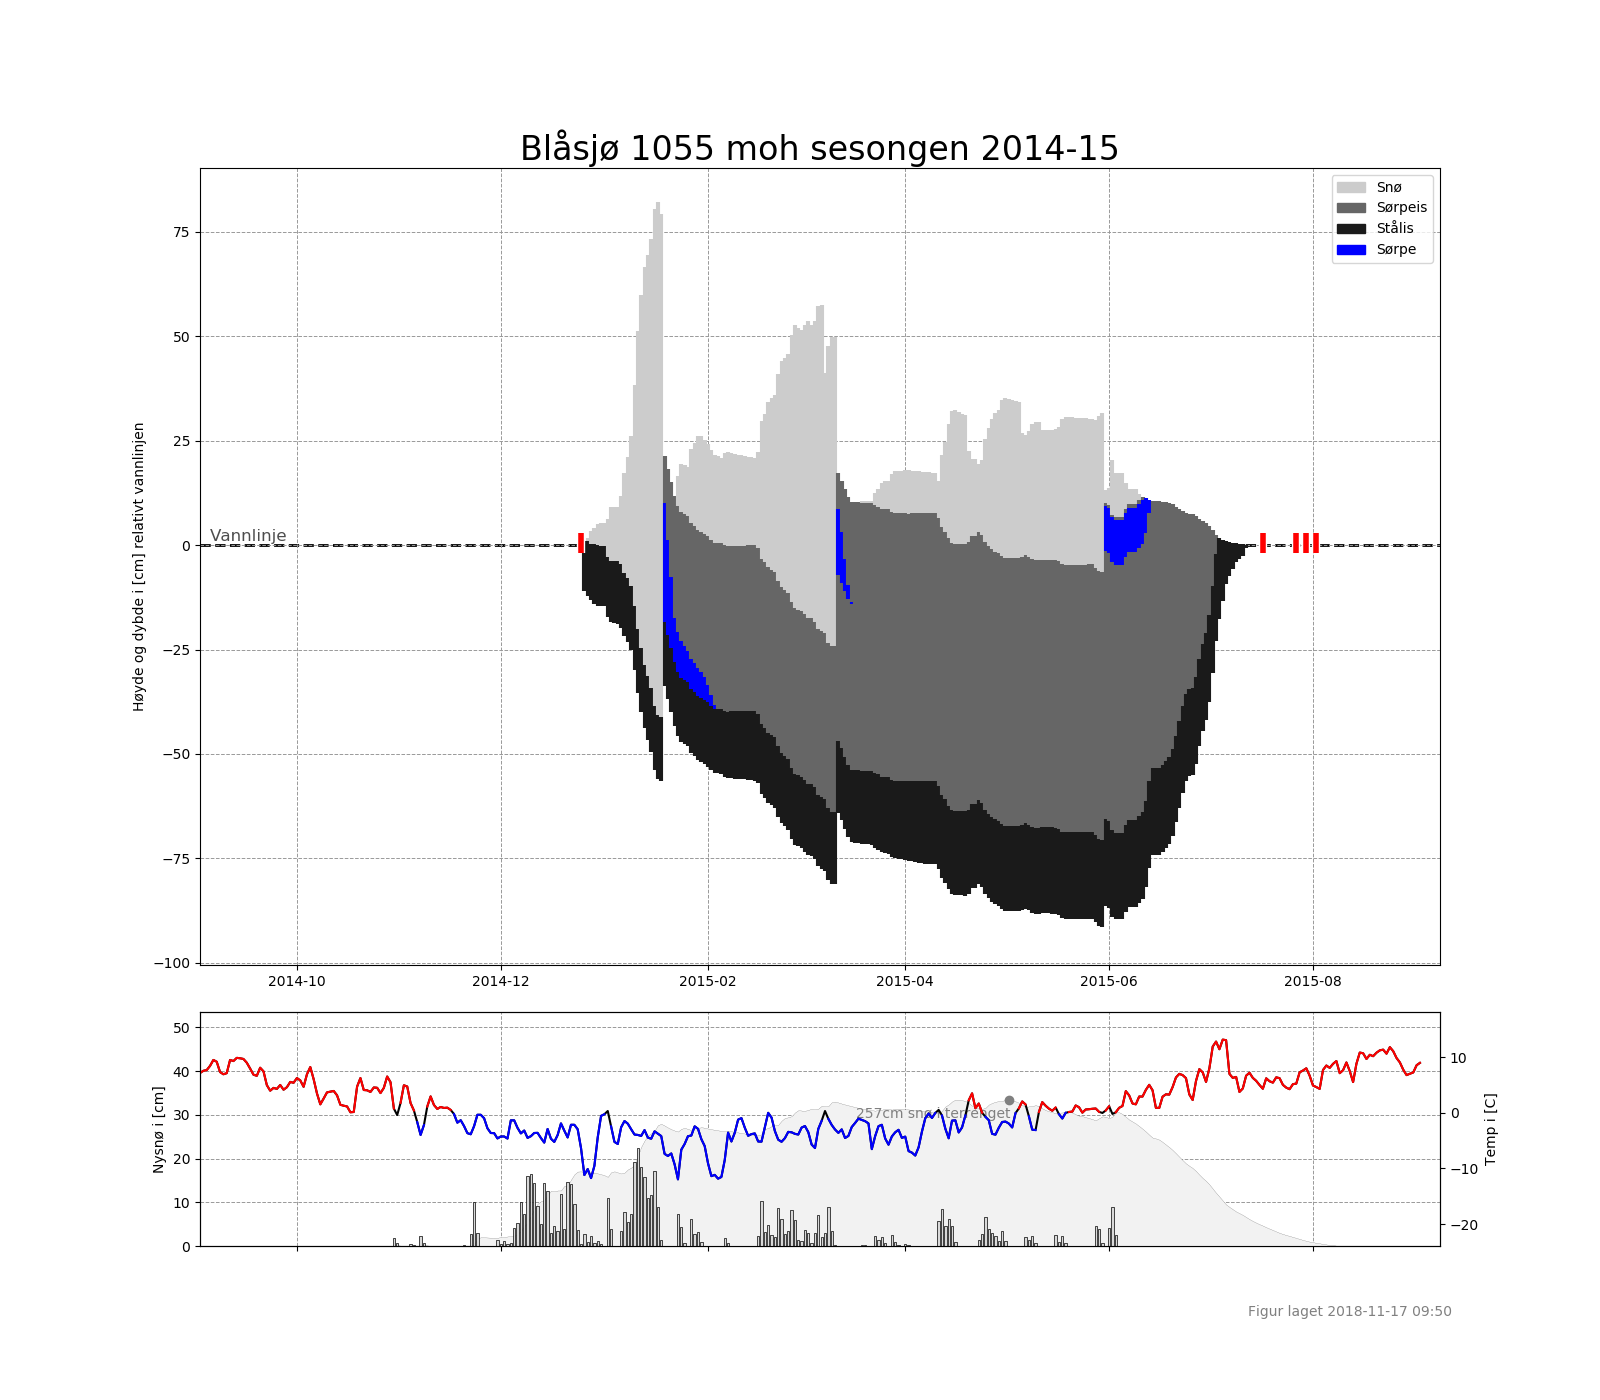 Blåsjø 1055 moh sesongen 2014-15
Snø
Sørpeis
Stålis
Sørpe
Høyde og dybde i [cm] relativt vannlinjen
75
50
25
0
−25
−50
−75
−100
Vannlinje
2014-10
2014-12
2015-02
2015-04
2015-06
2015-08
Nysnø i [cm]
50
40
30
20
10
0
257cm snø i terrenget
10
0
−10
−20
Temp i [C]
Figur laget 2018-11-17 09:50